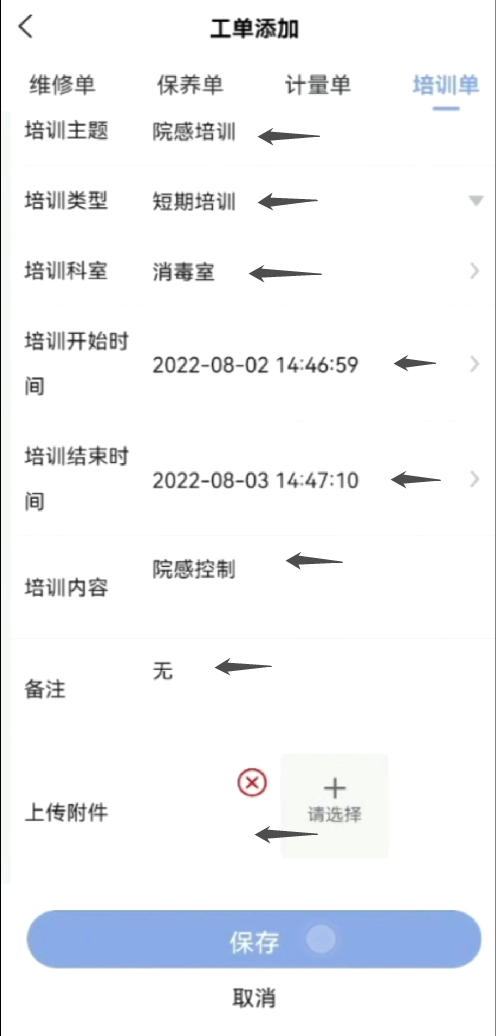 工单添加
维修单 保养单 计量单 培训单
培训主题 院感培训
培训类型 短期培训
培训科室 消毒室
培训开始时
间
2022-08-02 14:46:59
培训结束时
间
2022-08-03 14:47:10
培训内容 院感控制
备注 无
上传附件
请选择
保存
取消